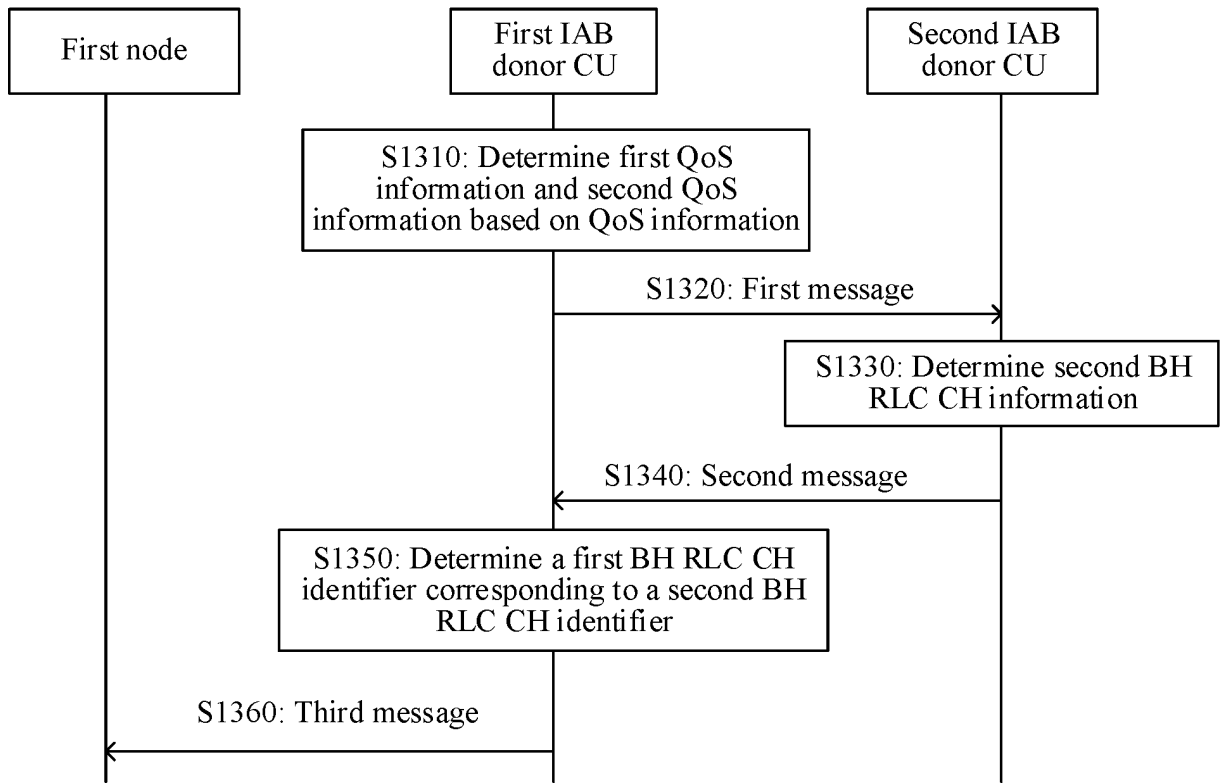 First node
First IAB
donor CU
Second IAB
donor CU
S1310: Determine first QoS
information and second QoS
information based on QoS information
S1320: First message
S1330: Determine second BH
RLC CH information
S1340: Second message
S1350: Determine a first BH RLC CH
identifier corresponding to a second BH
RLC CH identifier
S1360: Third message